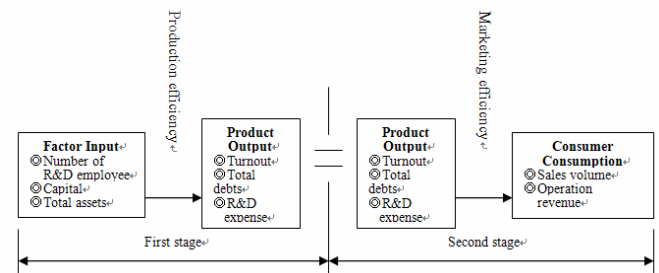 Production efficiency
Marketing efficiency
Factor Input
◎Number of
R&D employee
◎Capital
◎Total assets
Product
Output
◎Turnout
◎Total
debts
◎R&D
expense
Product
Output
◎Turnout
◎Total
debts
◎R&D
expense
Consumer
Consumption
◎Sales volume
◎Operation
revenue
First stage
Second stage